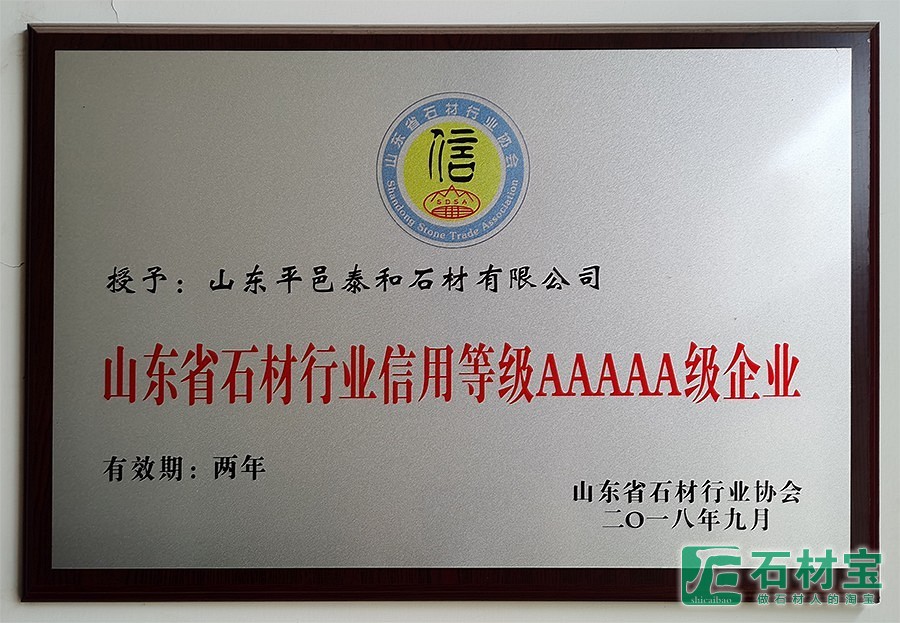 山东省石材行业协会
信
SDSA
Shandong Stone Trade Association
授予：山东平邑泰和石材有限公司
山东省石材行业信用等级AAAAA级企业
有效期：两年
山东省石材行业协会
二O一八年九月
石材宝
shicaibao
做石材人的淘宝